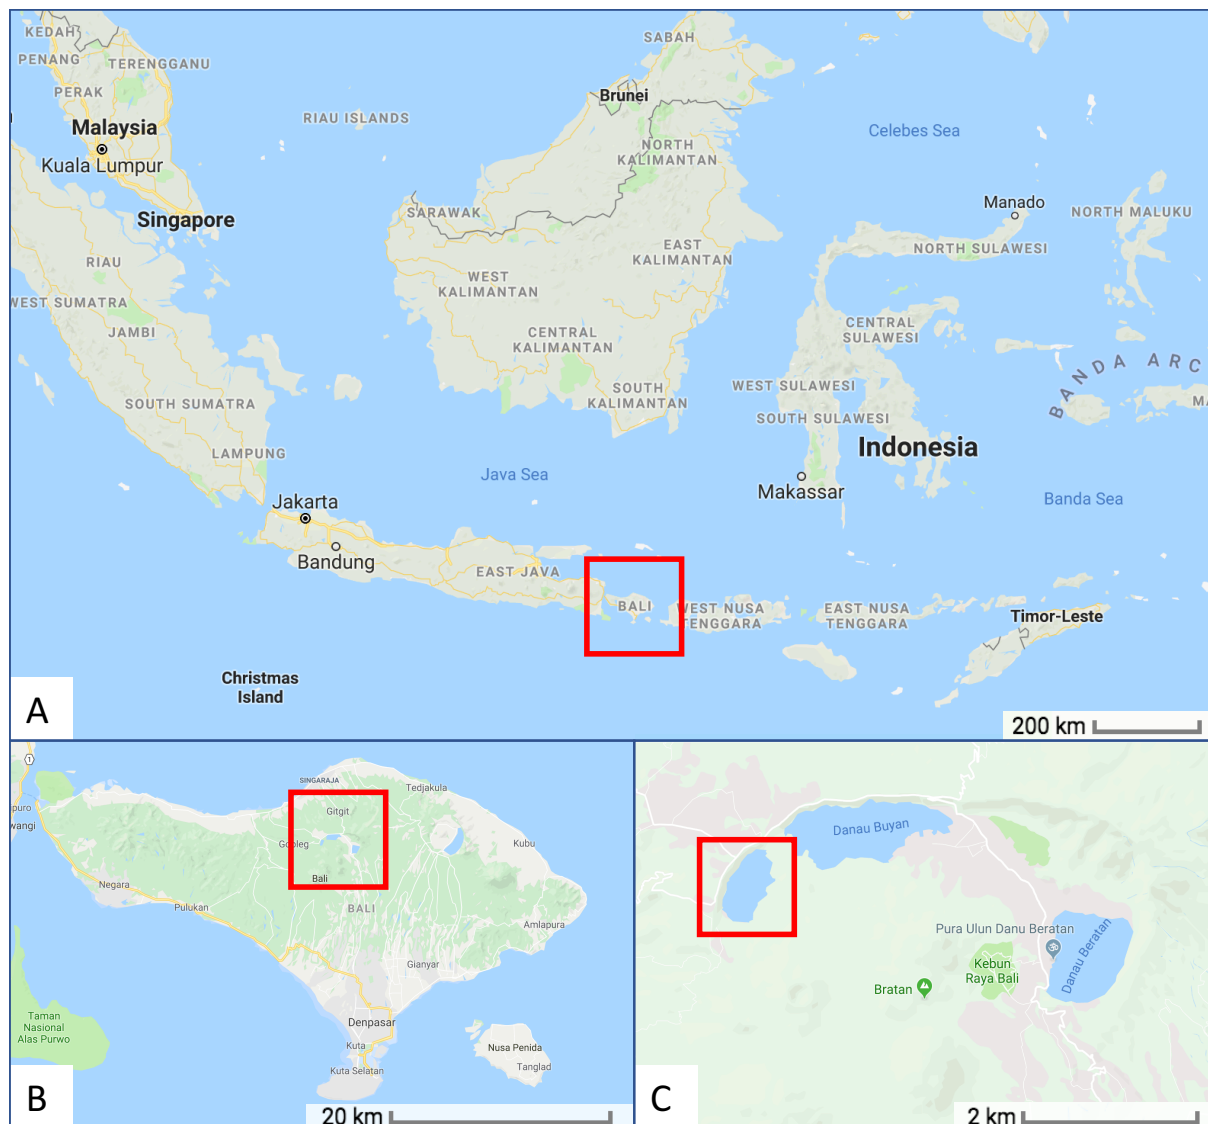 KEDAH
PENANG
TERENGGANU
PERAK
Malaysia
Kuala Lumpur
Singapore
RIAU ISLANDS
SABAH
Brunei
NORTH
KALIMANTAN
SARAWAK
EAST
KALIMANTAN
WEST
KALIMANTAN
CENTRAL
KALIMANTAN
SOUTH
KALIMANTAN
Celebes Sea
Manado
NORTH MALUKU
NORTH SULAWESI
CENTRAL
SULAWESI
WEST SULAWESI
SOUTH SULAWESI
Indonesia
Makassar
BANDA ARC
MA
Banda Sea
RIAU
WEST SUMATRA
JAMBI
SOUTH SUMATRA
LAMPUNG
Java Sea
Jakarta
Bandung
EAST JAVA
BALI
WEST NUSA
TENGGARA
EAST NUSA
TENGGARA
Timor-Leste
Christmas
Island
A
200 km
1
SINGARAJA
Tedjakula
Gitgit
Kubu
Bali
BALI
Negara
Pulukan
Amlapura
Gianyar
Denpasar
Kuta
Kuta Selatan
Nusa Penida
Tanglad
puro
wangi
Taman
Nasional
Alas Purwo
B
20 km
Danau Buyan
Pura Ulun Danu Beratan
Danau Beratan
Kebun
Raya Bali
Bratan
C
2 km